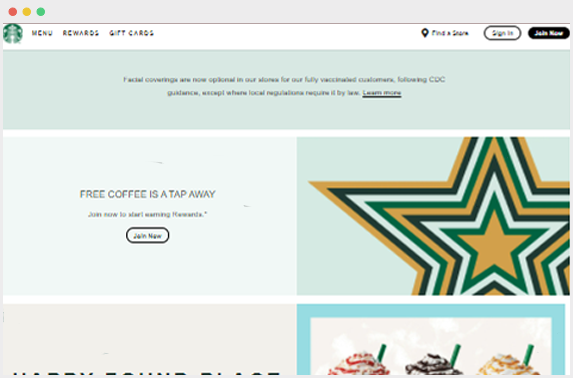 MENU REWARDS GIFT CARDS Find a Store Sign in Join Now
Facial coverings are now optional in our stores for our fully vaccinated customers, following CDC
guidance, except where local regulations require it by law. Learn more
FREE COFFEE IS A TAP AWAY
Join now to start earning Rewards.*
Join Now
HAPPY FOUND PLACE